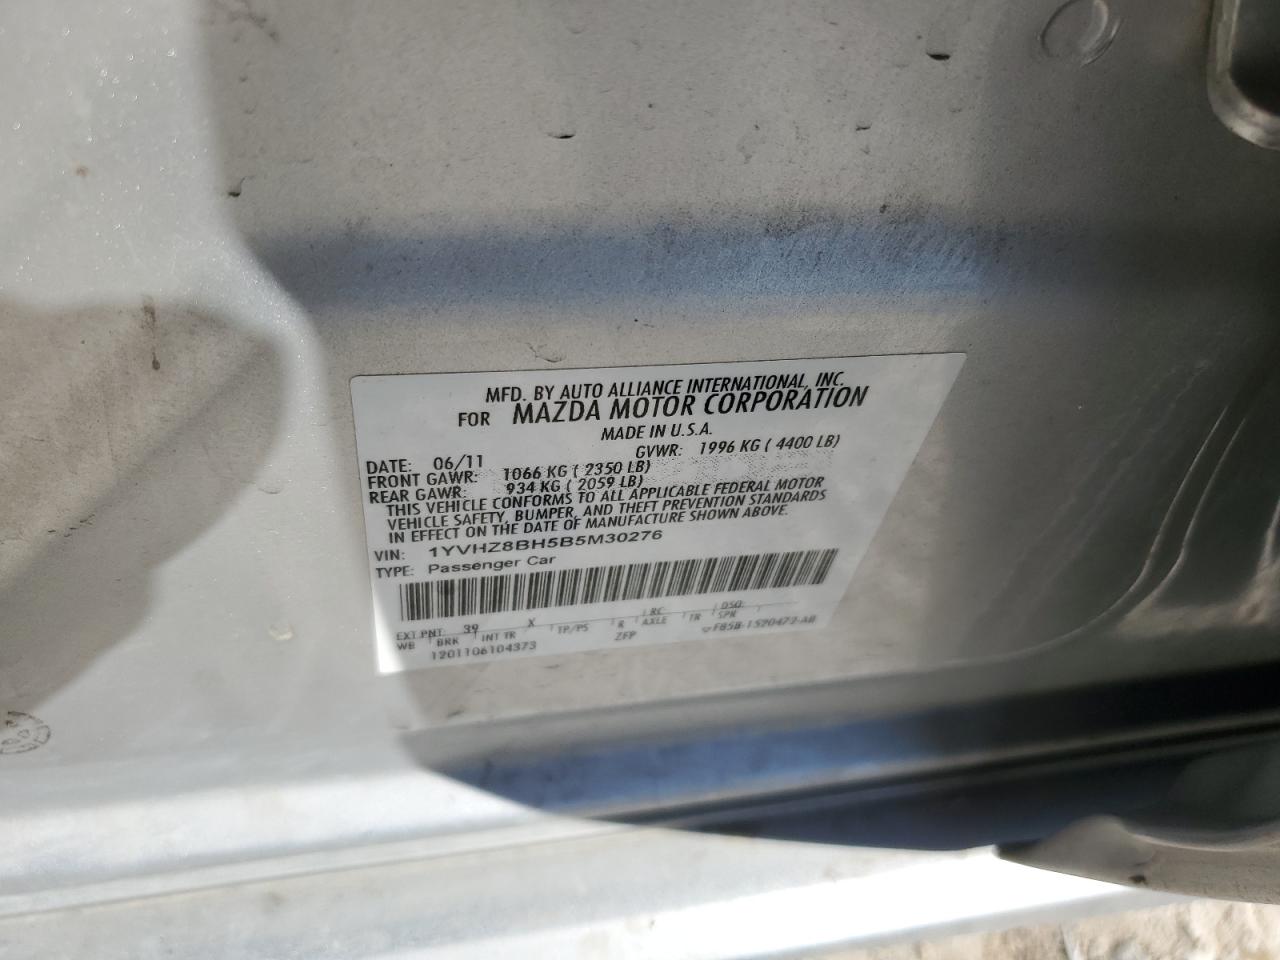 MFD. BY AUTO ALLIANCE INTERNATIONAL, INC.
FOR MAZDA MOTOR CORPORATION
MADE IN U.S.A.
DATE: 06/11 GVWR: 1996 KG ( 4400 LB)
FRONT GAWR: 1066 KG ( 2350 LB)
REAR GAWR: 934 KG ( 2059 LB)
THIS VEHICLE CONFORMS TO ALL APPLICABLE FEDERAL MOTOR
VEHICLE SAFETY, BUMPER, AND THEFT PREVENTION STANDARDS
IN EFFECT ON THE DATE OF MANUFACTURE SHOWN ABOVE.
VIN: 1YVHZ8BH5B5M30276
TYPE: Passenger Car
EXT PNT: 39 X RC DSO:
WB BRK INT TR TP/PS R AXLE TR SPR
1201106104373 ZFP F85B-1520472-AB